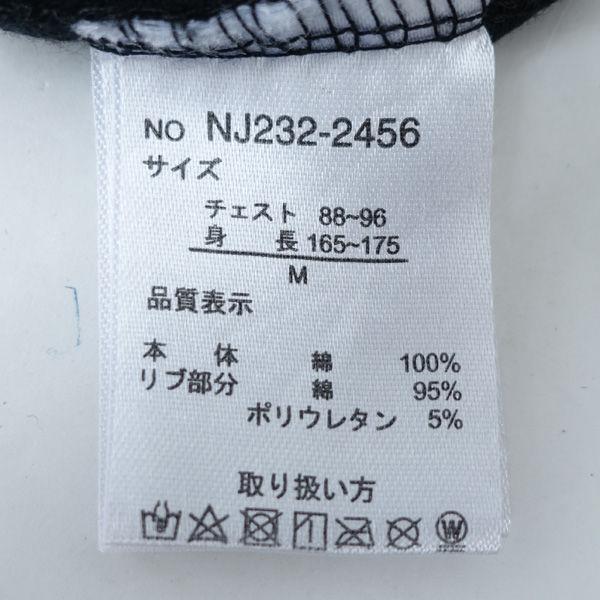 NO NJ232-2456
サイズ
チェスト 88~96
身長 165~175
M
品質表示
本体 綿 100%
リブ部分 綿 95%
ポリウレタン 5%
取り扱い方
W